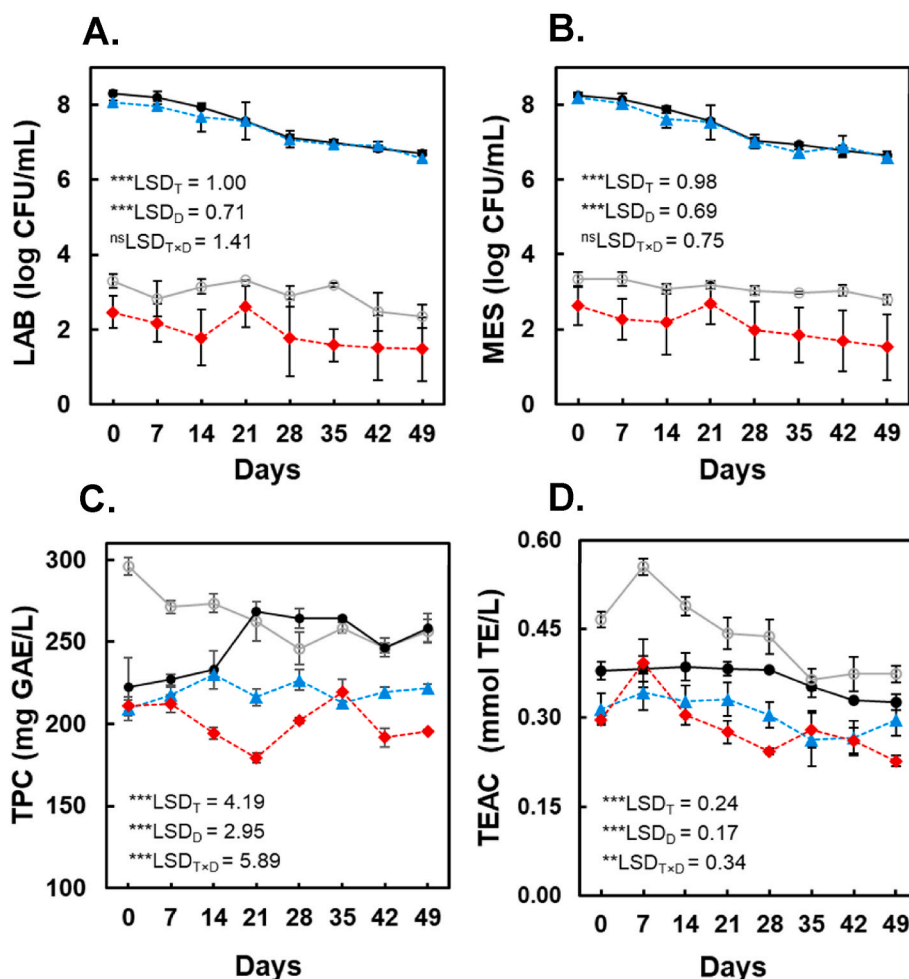 A.
LAB (log CFU/mL)
8
6
4
2
0
***LSD_T = 1.00
***LSD_D = 0.71
^nsLSD_T×D = 1.41
0 7 14 21 28 35 42 49
Days
B.
MES (log CFU/mL)
8
6
4
2
0
***LSD_T = 0.98
***LSD_D = 0.69
^nsLSD_T×D = 0.75
0 7 14 21 28 35 42 49
Days
C.
TPC (mg GAE/L)
300
250
200
150
100
***LSD_T = 4.19
***LSD_D = 2.95
***LSD_T×D = 5.89
0 7 14 21 28 35 42 49
Days
D.
TEAC (mmol TE/L)
0.60
0.45
0.30
0.15
0.00
***LSD_T = 0.24
***LSD_D = 0.17
**LSD_T×D = 0.34
0 7 14 21 28 35 42 49
Days